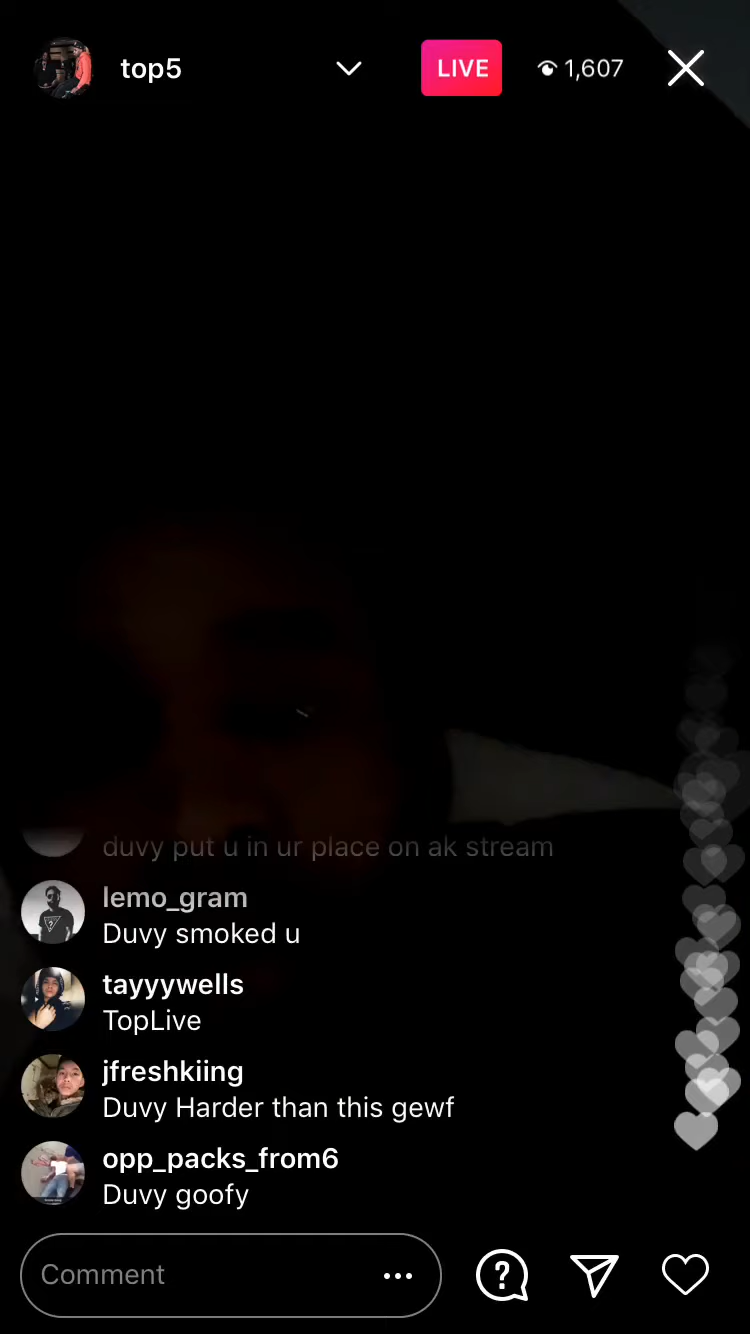 top5
LIVE
1,607
duvy put u in ur place on ak stream
lemo_gram
Duvy smoked u
tayyywells
TopLive
jfreshkiing
Duvy Harder than this gewf
opp_packs_from6
Duvy goofy
Comment